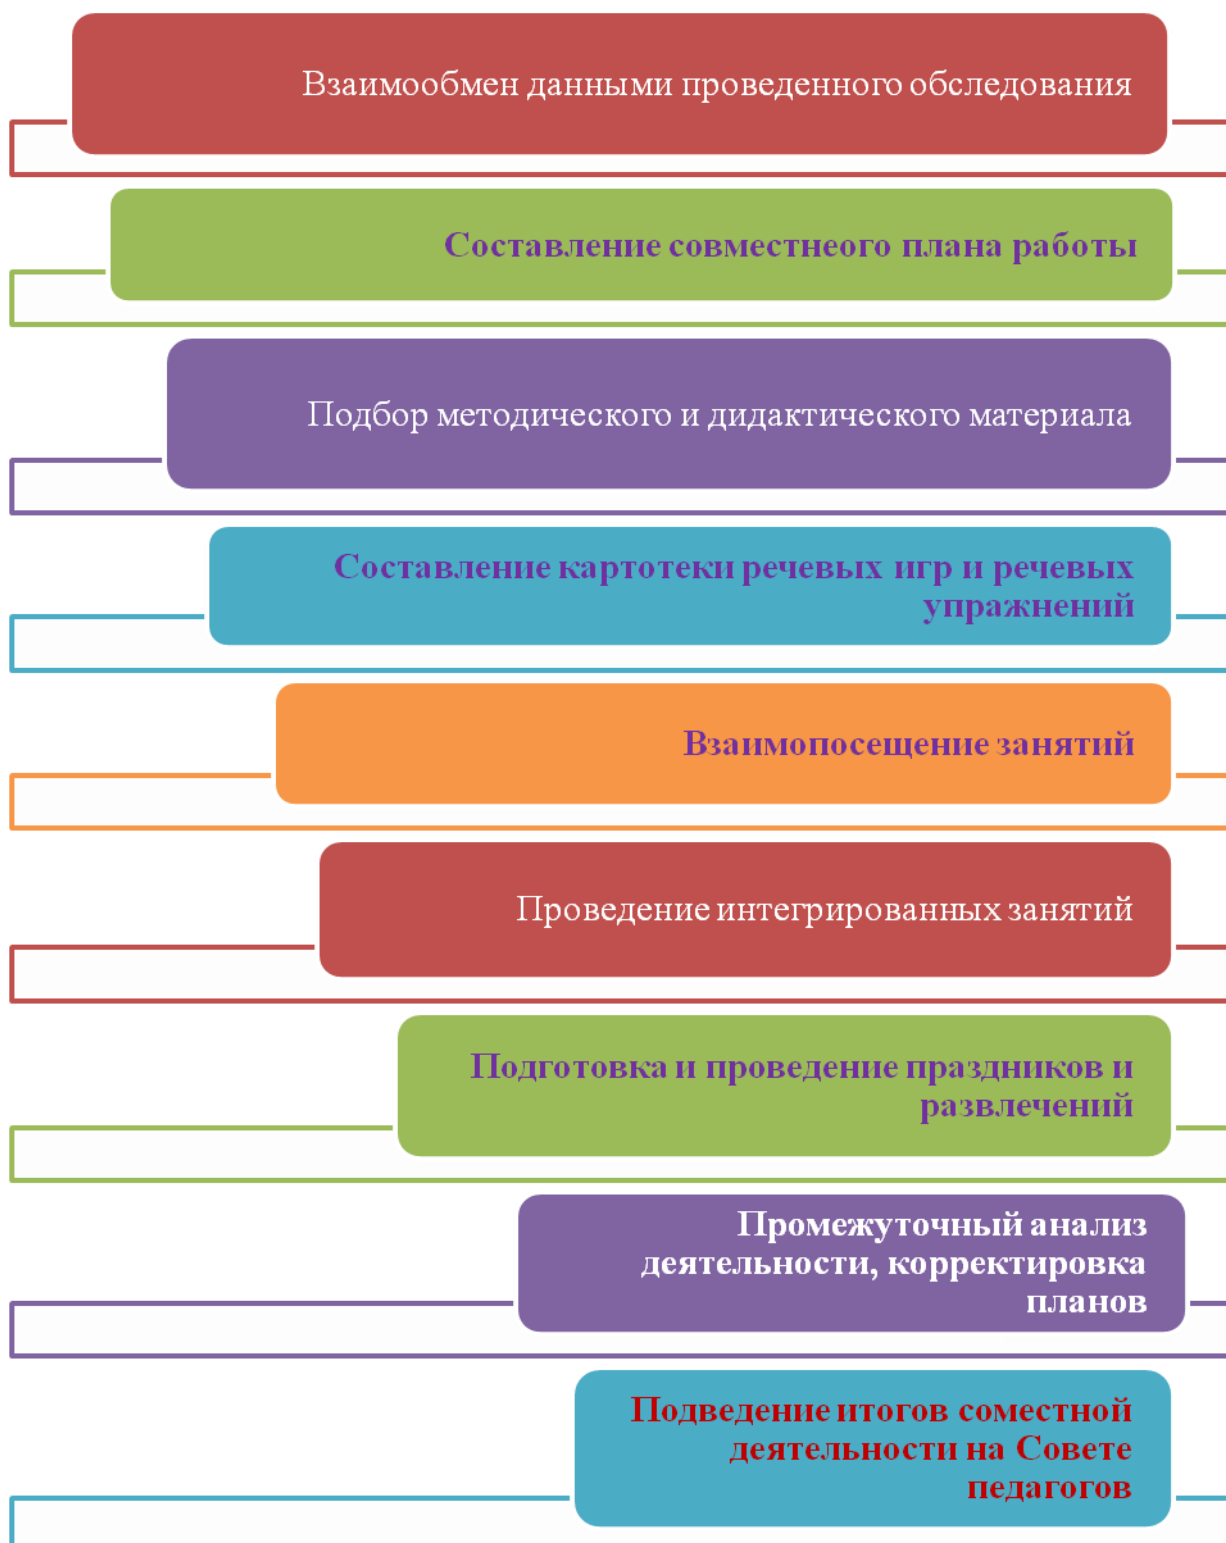 Взаимообмен данными проведенного обследования
Составление совместнеого плана работы
Подбор методического и дидактического материала
Составление картотеки речевых игр и речевых
упражнений
Взаимопосещение занятий
Проведение интегрированных занятий
Подготовка и проведение праздников и
развлечений
Промежуточный анализ
деятельности, корректировка
планов
Подведение итогов соместной
деятельности на Совете
педагогов